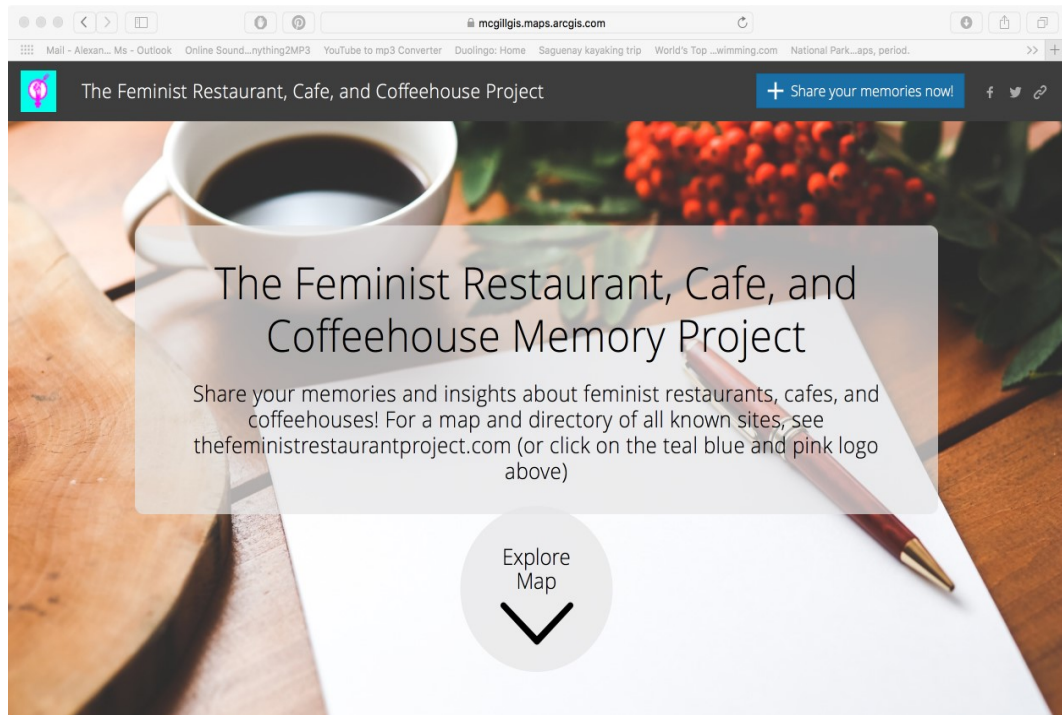 mcgillgis.maps.arcgis.com
Mail - Alexan... Ms - Outlook Online Sound...nything2MP3 YouTube to mp3 Converter Duolingo: Home Saguenay kayaking trip World's Top ...wimming.com National Park...aps, period. >> +
The Feminist Restaurant, Cafe, and Coffeehouse Project + Share your memories now!
The Feminist Restaurant, Cafe, and
Coffeehouse Memory Project
Share your memories and insights about feminist restaurants, cafes, and
coffeehouses! For a map and directory of all known sites, see
thefeministrestaurantproject.com (or click on the teal blue and pink logo
above)
Explore
Map